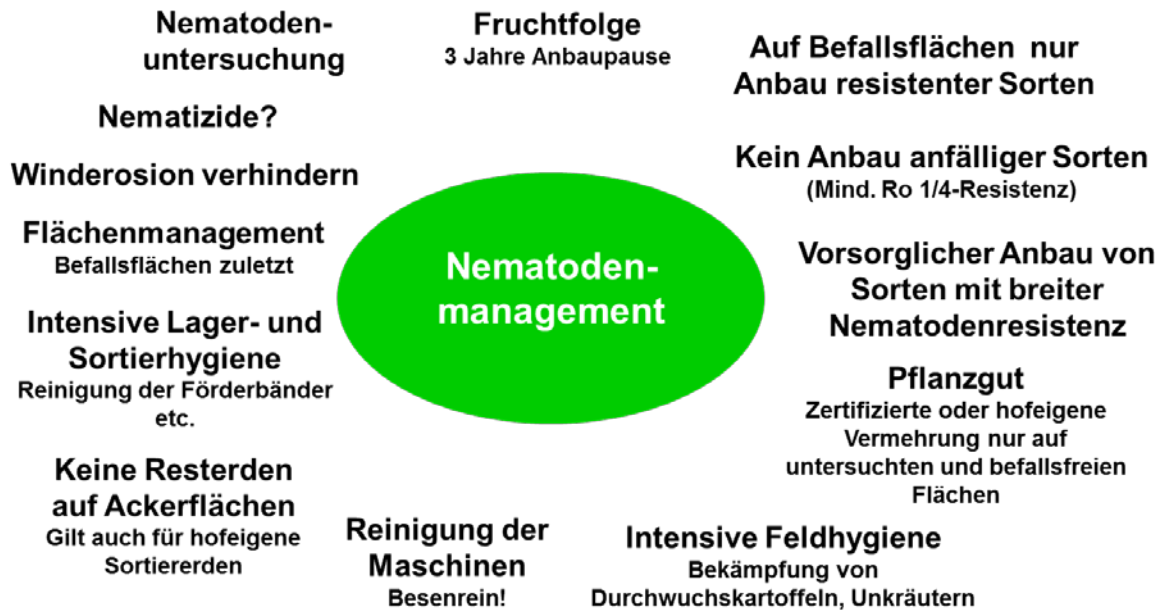 Nematoden-
untersuchung
Fruchtfolge
3 Jahre Anbaupause
Auf Befallsflächen nur
Anbau resistenter Sorten
Nematizide?
Kein Anbau anfälliger Sorten
(Mind. Ro 1/4-Resistenz)
Winderosion verhindern
Flächenmanagement
Befallsflächen zuletzt
Nematoden-
management
Vorsorglicher Anbau von
Sorten mit breiter
Nematodenresistenz
Intensive Lager- und
Sortierhygiene
Reinigung der Förderbänder
etc.
Pflanzgut
Zertifizierte oder hofeigene
Vermehrung nur auf
untersuchten und befallsfreien
Flächen
Keine Resterden
auf Ackerflächen
Gilt auch für hofeigene
Sortiererden
Reinigung der
Maschinen
Besenrein!
Intensive Feldhygiene
Bekämpfung von
Durchwuchskartoffeln, Unkräutern